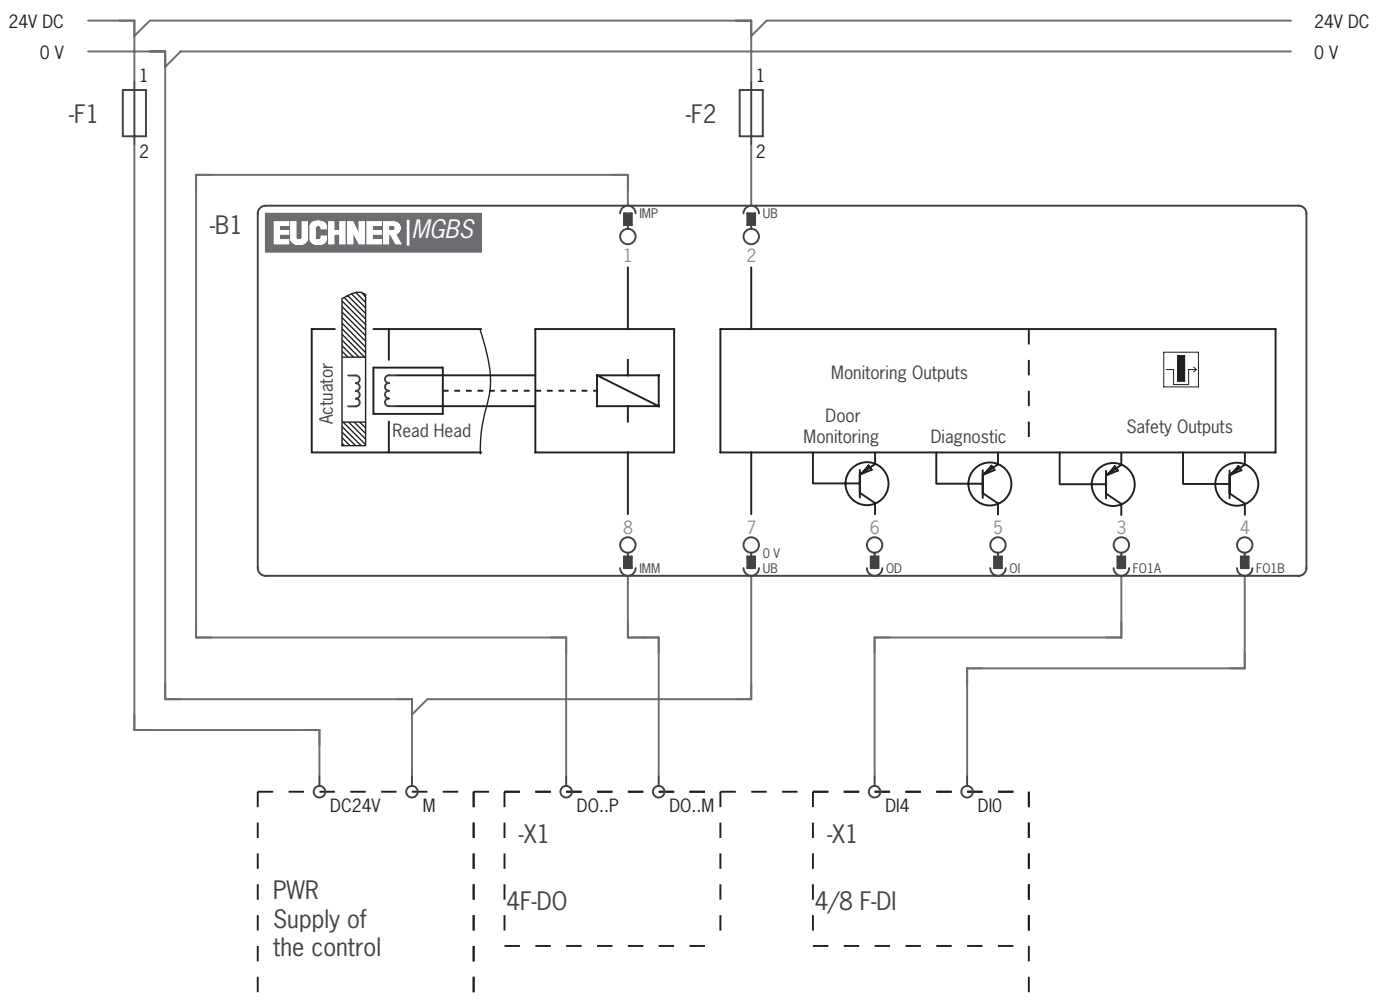 24V DC
24V DC
0 V
0 V
1
1
-F1
-F2
2
2
-B1
EUCHNER|MGBS
IMP
UB
1
2
Actuator
Read Head
Monitoring Outputs
Door
Monitoring
Diagnostic
Safety Outputs
8
7
6
5
3
4
0 V
IMM
UB
OD
OI
FO1A
FO1B
DC24V
M
DO..P
DO..M
DI4
DI0
-X1
-X1
PWR
Supply of
the control
4F-DO
4/8 F-DI